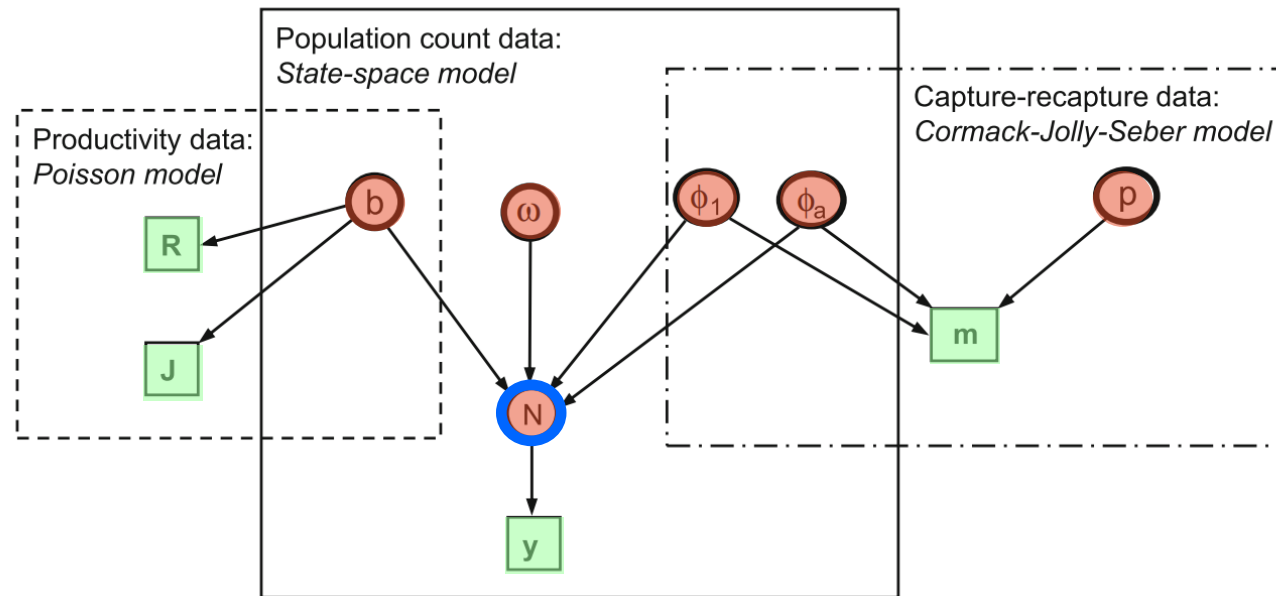 Population count data:
State-space model
Capture-recapture data:
Cormack-Jolly-Seber model
Productivity data:
Poisson model
b
ω
ϕ1
ϕa
p
R
J
m
N
y